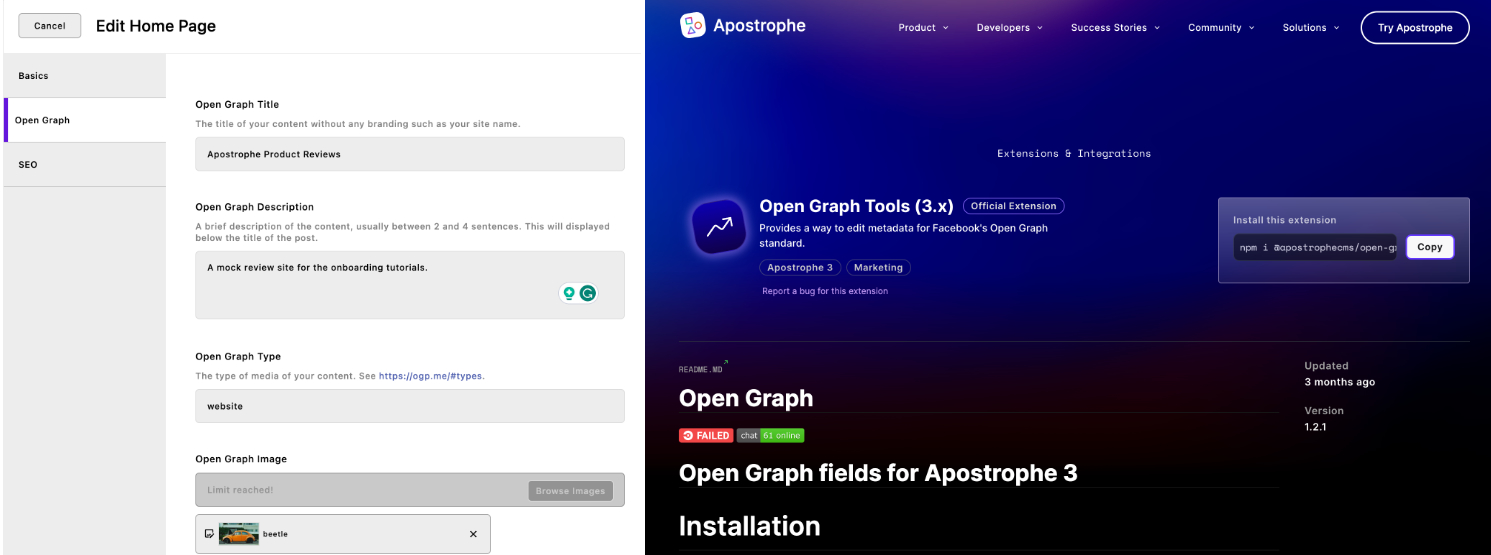 Cancel
Edit Home Page
Basics
Open Graph
SEO
Open Graph Title
The title of your content without any branding such as your site name.
Apostrophe Product Reviews
Open Graph Description
A brief description of the content, usually between 2 and 4 sentences. This will displayed
below the title of the post.
A mock review site for the onboarding tutorials.
Open Graph Type
The type of media of your content. See https://ogp.me/#types.
website
Open Graph Image
Limit reached!
Browse Images
beetle
Apostrophe
Product
Developers
Success Stories
Community
Solutions
Try Apostrophe
Extensions & Integrations
Open Graph Tools (3.x)
Official Extension
Provides a way to edit metadata for Facebook's Open Graph
standard.
Apostrophe 3
Marketing
Report a bug for this extension
Install this extension
npm i @apostrophecms/open-gr
Copy
README.MD
Open Graph
FAILED
chat 61 online
Open Graph fields for Apostrophe 3
Installation
Updated
3 months ago
Version
1.2.1